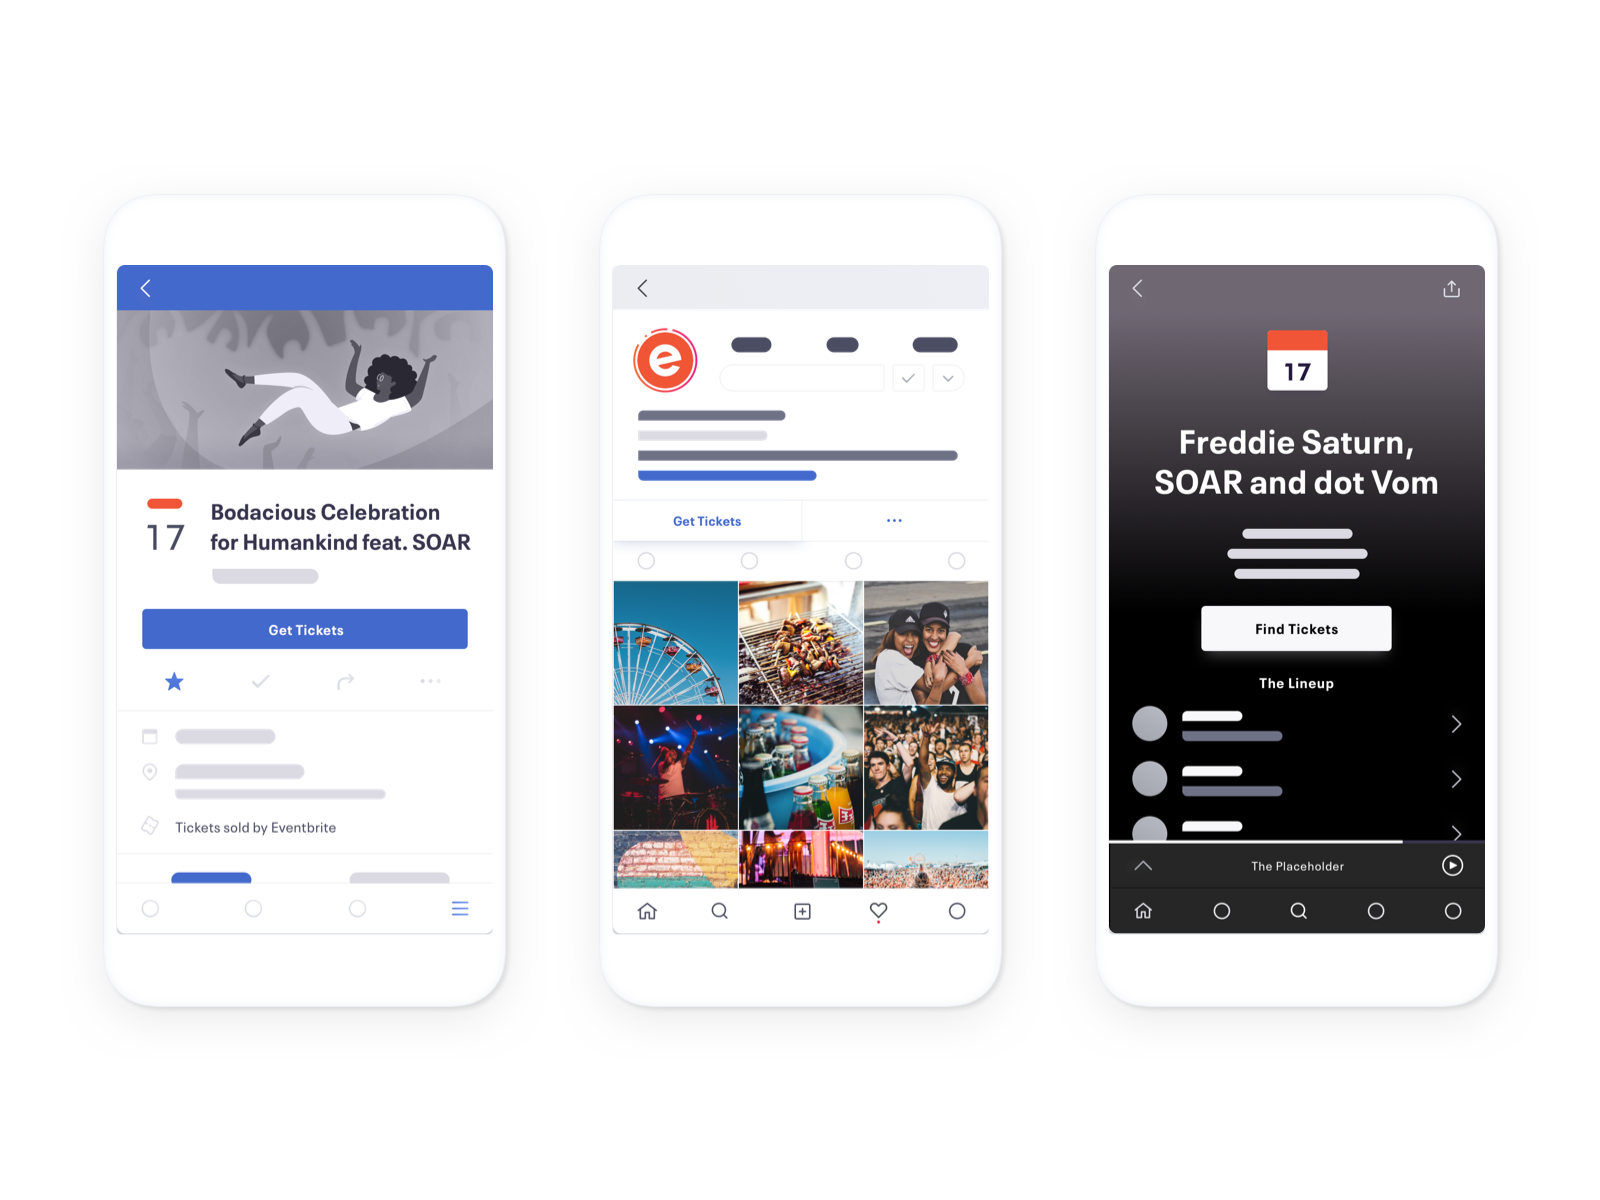 17
Bodacious Celebration
for Humankind feat. SOAR
Get Tickets
Tickets sold by Eventbrite
e
Get Tickets
17
Freddie Saturn,
SOAR and dot Vom
Find Tickets
The Lineup
The Placeholder